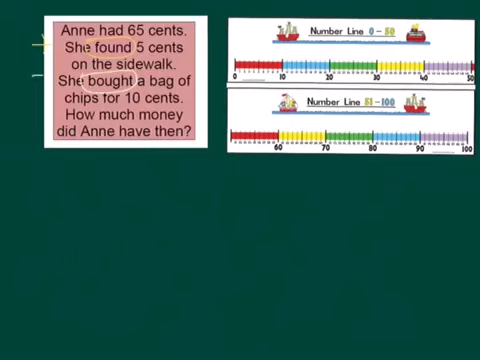 Anne had 65 cents.
She found 5 cents
on the sidewalk.
She bought a bag of
chips for 10 cents.
How much money
did Anne have then?
Number Line 0-50
0 10 20 30 40 50
Number Line 51-100
60 70 80 90 100